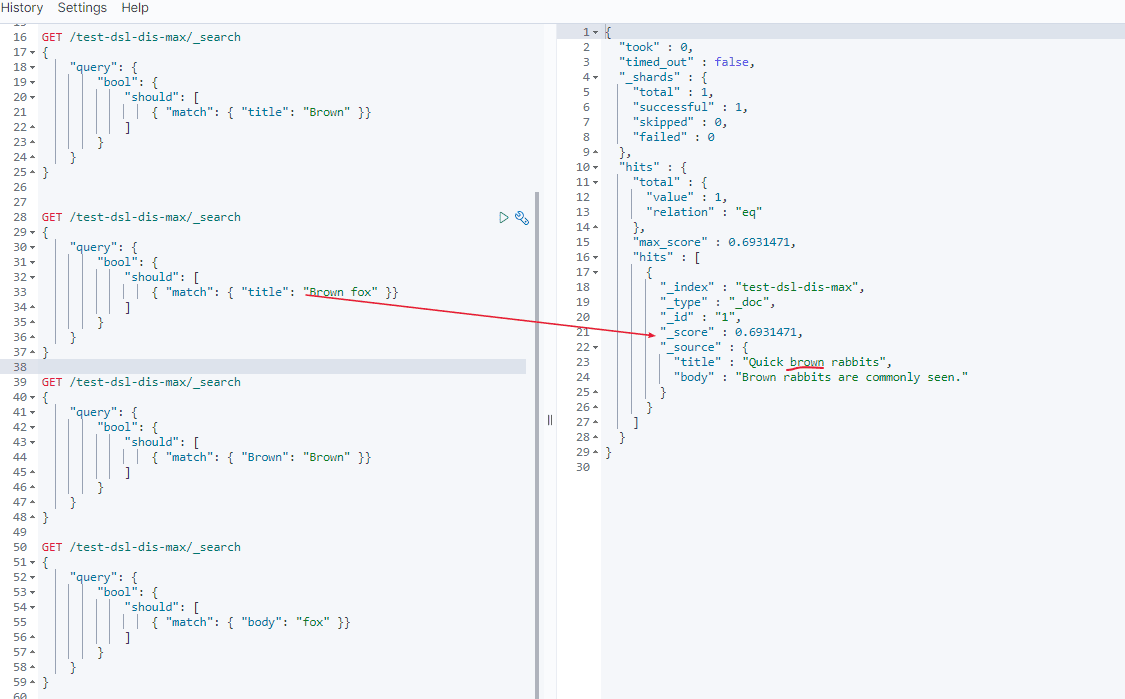 History Settings Help
15
16 GET /test-dsl-dis-max/_search
17 {
18 "query": {
19 "bool": {
20 "should": [
21 { "match": { "title": "Brown" }}
22 ]
23 }
24 }
25 }
26
27
28 GET /test-dsl-dis-max/_search
29 {
30 "query": {
31 "bool": {
32 "should": [
33 { "match": { "title": "Brown fox" }}
34 ]
35 }
36 }
37 }
38
39 GET /test-dsl-dis-max/_search
40 {
41 "query": {
42 "bool": {
43 "should": [
44 { "match": { "Brown": "Brown" }}
45 ]
46 }
47 }
48 }
49
50 GET /test-dsl-dis-max/_search
51 {
52 "query": {
53 "bool": {
54 "should": [
55 { "match": { "body": "fox" }}
56 ]
57 }
58 }
59 }
60
1 {
2 "took" : 0,
3 "timed_out" : false,
4 "_shards" : {
5 "total" : 1,
6 "successful" : 1,
7 "skipped" : 0,
8 "failed" : 0
9 },
10 "hits" : {
11 "total" : {
12 "value" : 1,
13 "relation" : "eq"
14 },
15 "max_score" : 0.6931471,
16 "hits" : [
17 {
18 "_index" : "test-dsl-dis-max",
19 "_type" : "_doc",
20 "_id" : "1",
21 "_score" : 0.6931471,
22 "_source" : {
23 "title" : "Quick brown rabbits",
24 "body" : "Brown rabbits are commonly seen."
25 }
26 }
27 ]
28 }
29 }
30